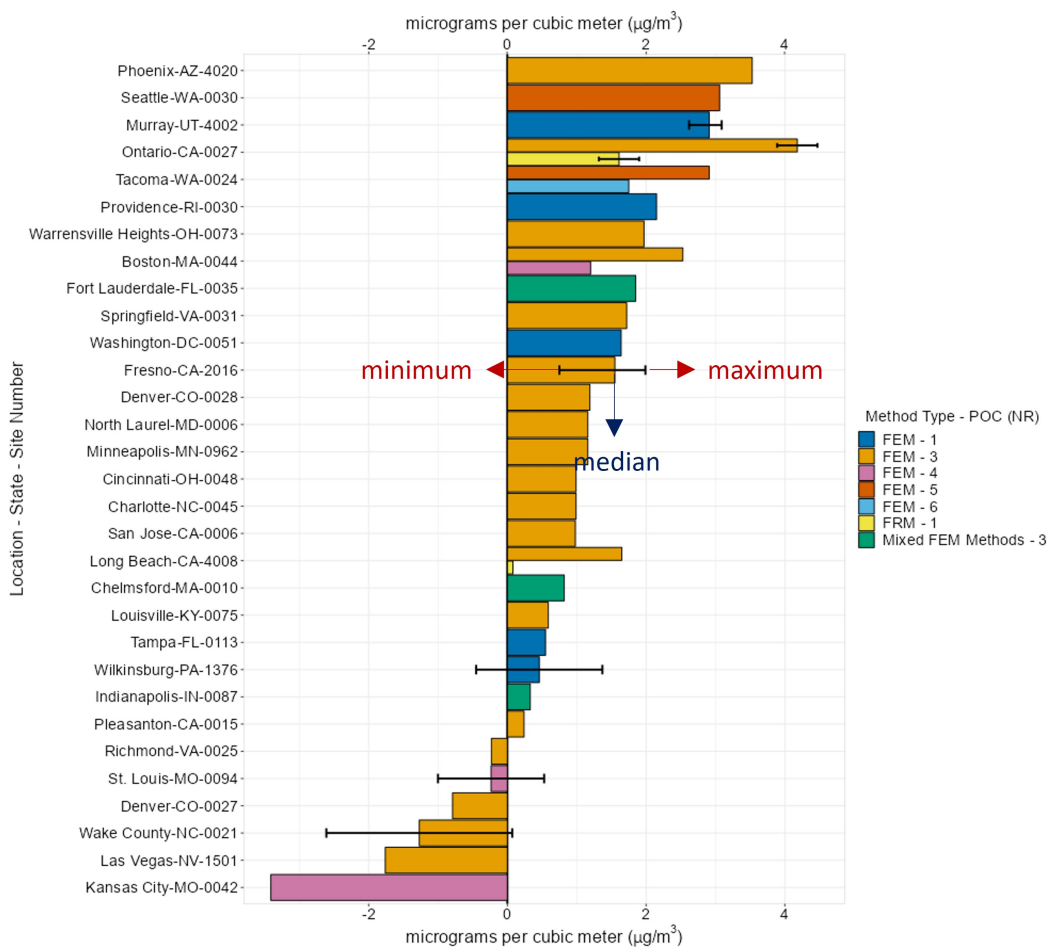 micrograms per cubic meter (μg/m³)
-2 0 2 4
Location - State - Site Number
Phoenix-AZ-4020
Seattle-WA-0030
Murray-UT-4002
Ontario-CA-0027
Tacoma-WA-0024
Providence-RI-0030
Warrensville Heights-OH-0073
Boston-MA-0044
Fort Lauderdale-FL-0035
Springfield-VA-0031
Washington-DC-0051
Fresno-CA-2016
minimum
maximum
Denver-CO-0028
North Laurel-MD-0006
Minneapolis-MN-0962
median
Cincinnati-OH-0048
Charlotte-NC-0045
San Jose-CA-0006
Long Beach-CA-4008
Chelmsford-MA-0010
Louisville-KY-0075
Tampa-FL-0113
Wilkinsburg-PA-1376
Indianapolis-IN-0087
Pleasanton-CA-0015
Richmond-VA-0025
St. Louis-MO-0094
Denver-CO-0027
Wake County-NC-0021
Las Vegas-NV-1501
Kansas City-MO-0042
-2 0 2 4
micrograms per cubic meter (μg/m³)
Method Type - POC (NR)
FEM - 1
FEM - 3
FEM - 4
FEM - 5
FEM - 6
FRM - 1
Mixed FEM Methods - 3